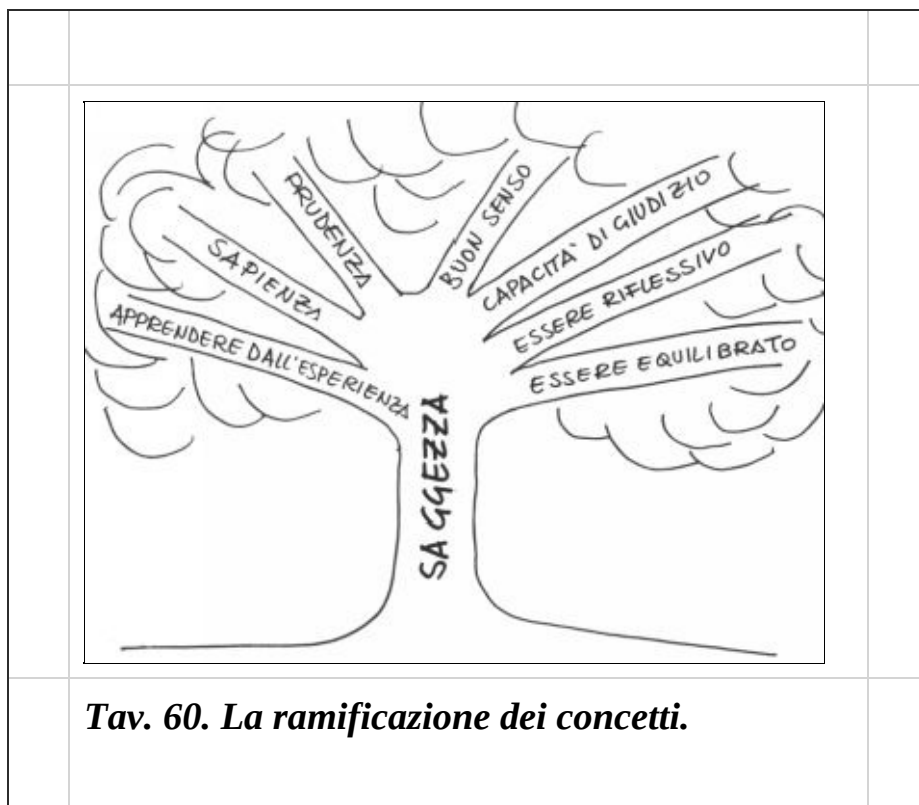 PRUDENZA
BUON SENSO
CAPACITÀ DI GIUDIZIO
SAPIENZA
ESSERE RIFLESSIVO
APPRENDERE DALL'ESPERIENZA
ESSERE EQUILIBRATO
SAGGEZZA
Tav. 60. La ramificazione dei concetti.